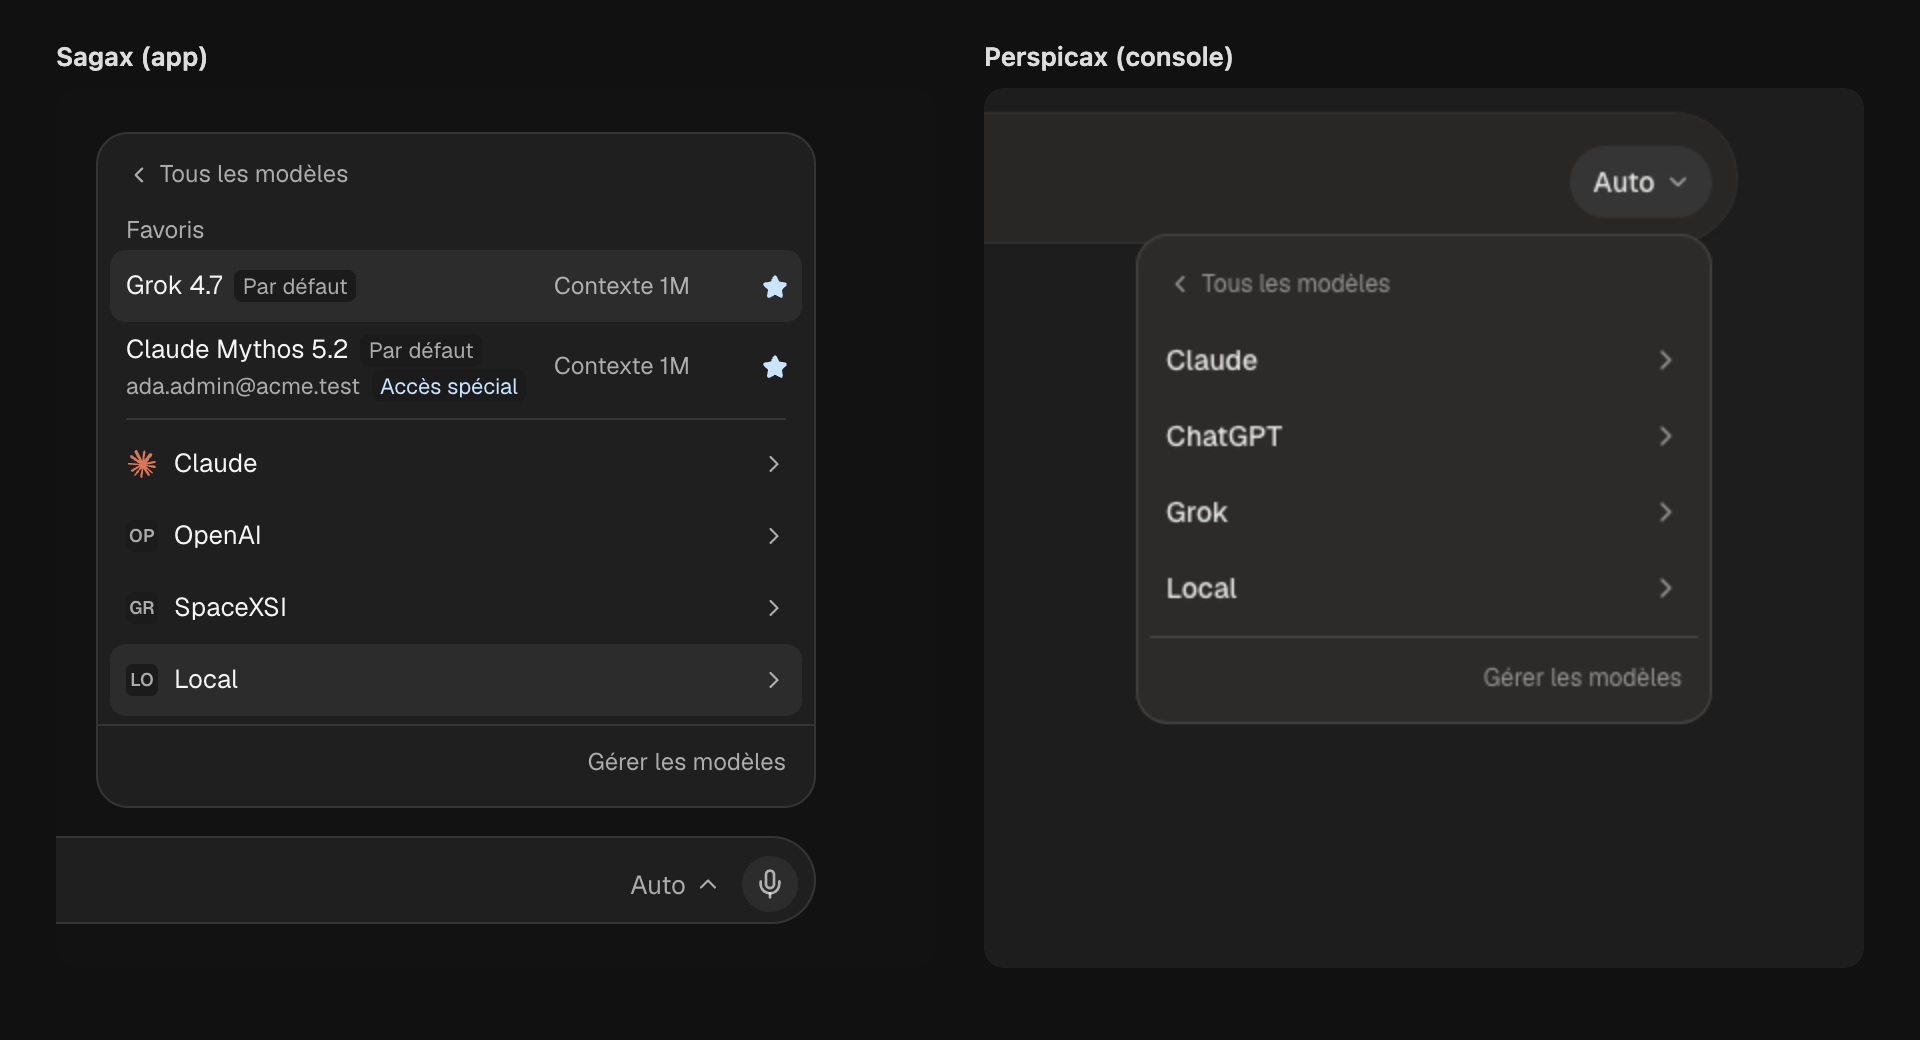 Sagax (app)
Tous les modèles
Favoris
Grok 4.7 Par défaut Contexte 1M
Claude Mythos 5.2 Par défaut Contexte 1M
ada.admin@acme.test Accès spécial
Claude
OP OpenAI
GR SpaceXSI
LO Local
Gérer les modèles
Auto
Perspicax (console)
Auto
Tous les modèles
Claude
ChatGPT
Grok
Local
Gérer les modèles